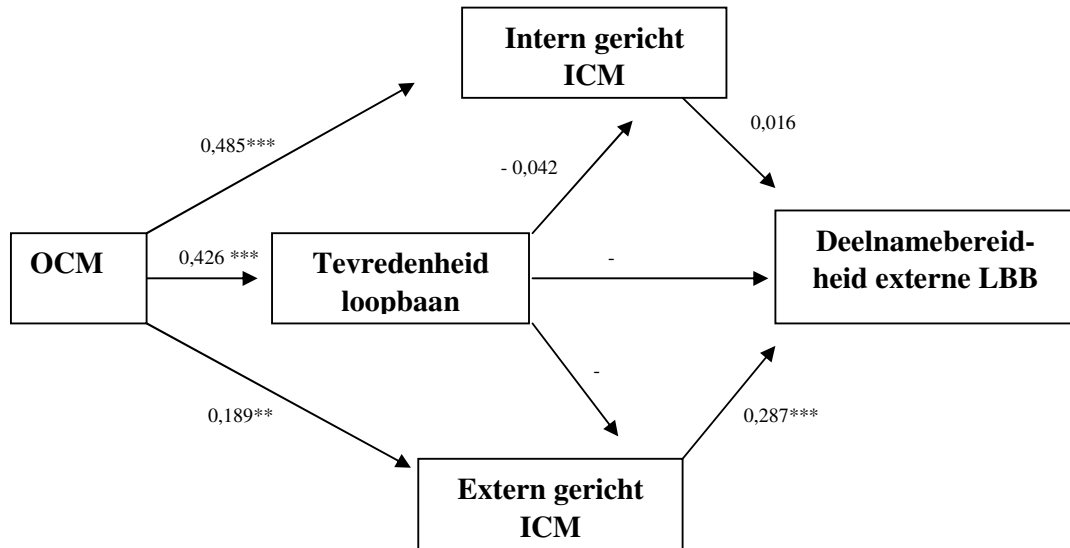 Intern gericht
ICM
0,016
0,485***
- 0,042
OCM
0,426 ***
Tevredenheid
loopbaan
-
Deelnamebereid-
heid externe LBB
-
0,189**
0,287***
Extern gericht
ICM